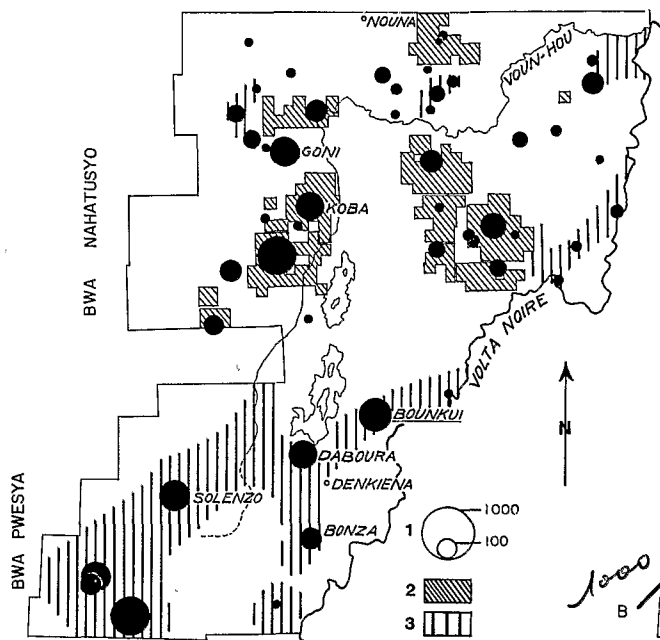 NOUNA
VOUN-HOU
GONI
BWA NAHATUSYO
KOBA
VOLTA NOIRE
BOUNKUI
N
DABOURA
DENKIENA
SOLENZO
BONZA
BWA PWESYA
1
1000
100
2
3
1000
B